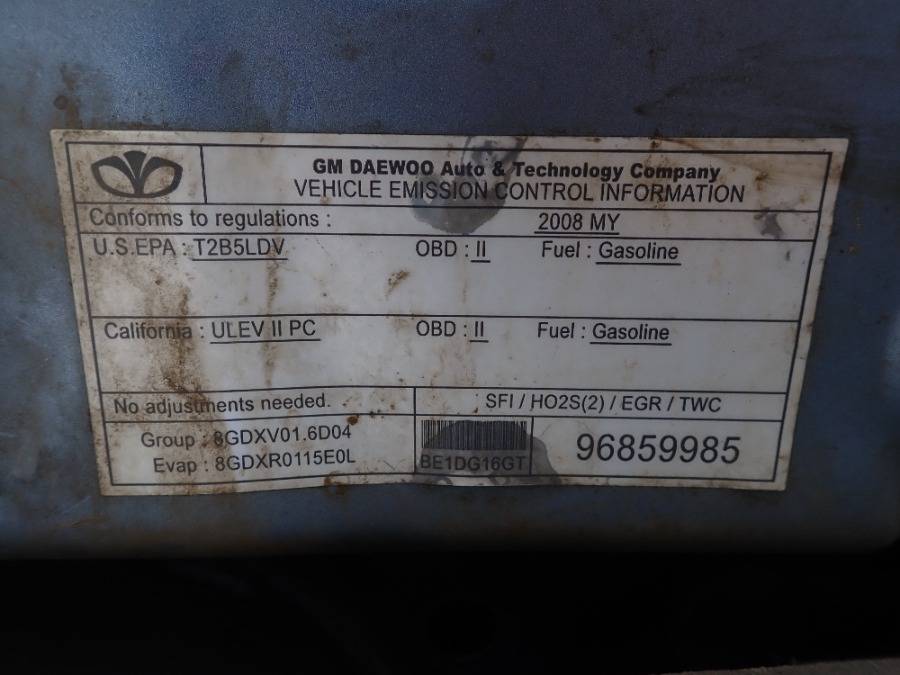 GM DAEWOO Auto & Technology Company
VEHICLE EMISSION CONTROL INFORMATION
Conforms to regulations : 2008 MY
U.S.EPA : T2B5LDV OBD : II Fuel : Gasoline
California : ULEV II PC OBD : II Fuel : Gasoline
No adjustments needed. SFI / HO2S(2) / EGR / TWC
Group : 8GDXV01.6D04
Evap : 8GDXR0115E0L
BE1DG16GT
96859985